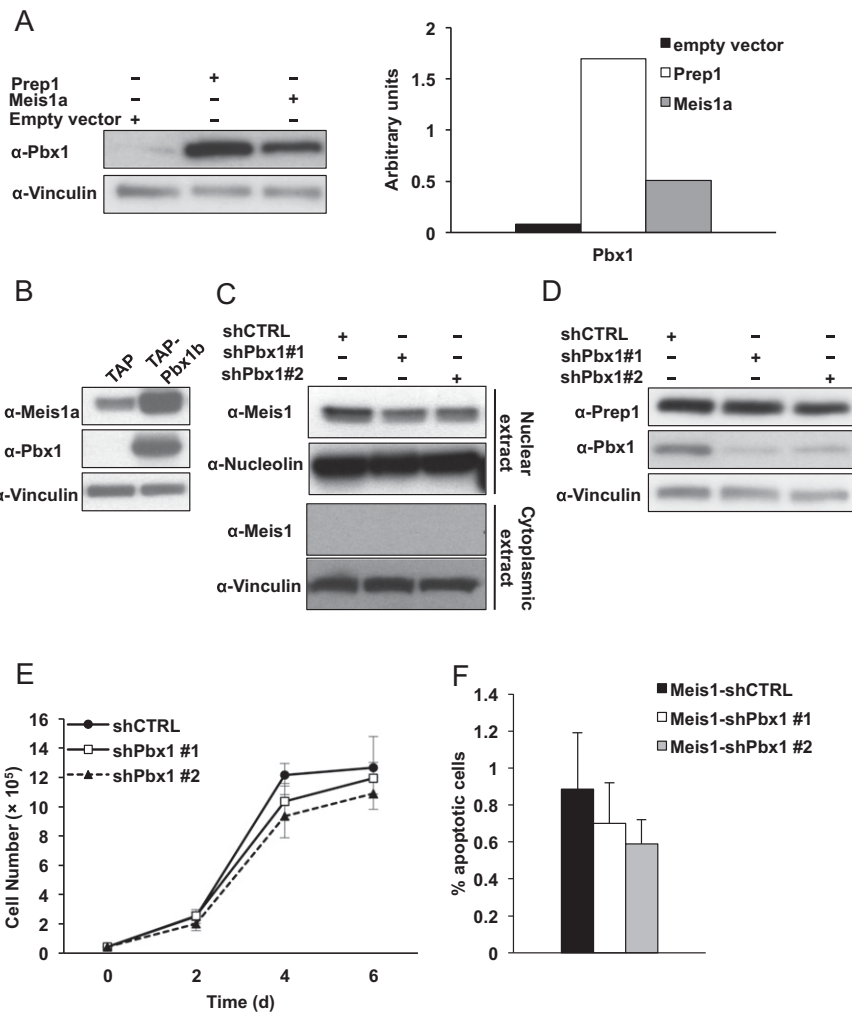 A
Prep1 – + –
Meis1a – – +
Empty vector + – –
α-Pbx1
α-Vinculin
Arbitrary units
2
1.5
1
0.5
0
Pbx1
empty vector
Prep1
Meis1a
B
TAP
TAP-
Pbx1b
α-Meis1a
α-Pbx1
α-Vinculin
C
shCTRL + – –
shPbx1#1 – + –
shPbx1#2 – – +
α-Meis1
α-Nucleolin
Nuclear
extract
α-Meis1
α-Vinculin
Cytoplasmic
extract
D
shCTRL + – –
shPbx1#1 – + –
shPbx1#2 – – +
α-Prep1
α-Pbx1
α-Vinculin
E
Cell Number (× 10⁵)
16
14
12
10
8
6
4
2
0
0 2 4 6
Time (d)
shCTRL
shPbx1 #1
shPbx1 #2
F
% apoptotic cells
1.4
1.2
1
0.8
0.6
0.4
0.2
0
Meis1-shCTRL
Meis1-shPbx1 #1
Meis1-shPbx1 #2